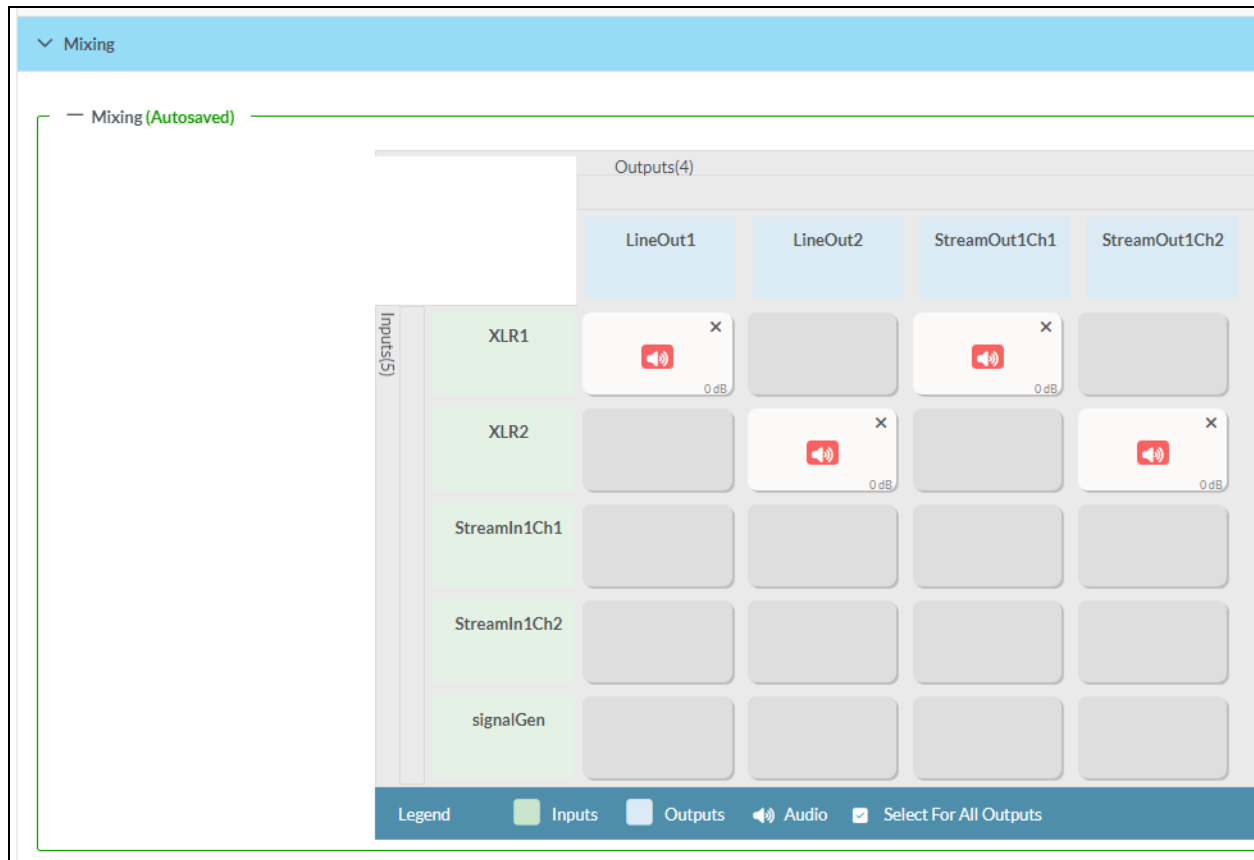 Mixing
Mixing (Autosaved)
Outputs(4)
LineOut1 LineOut2 StreamOut1Ch1 StreamOut1Ch2
Inputs(5)
XLR1
0 dB 0 dB
XLR2
0 dB 0 dB
StreamIn1Ch1
StreamIn1Ch2
signalGen
Legend Inputs Outputs Audio Select For All Outputs